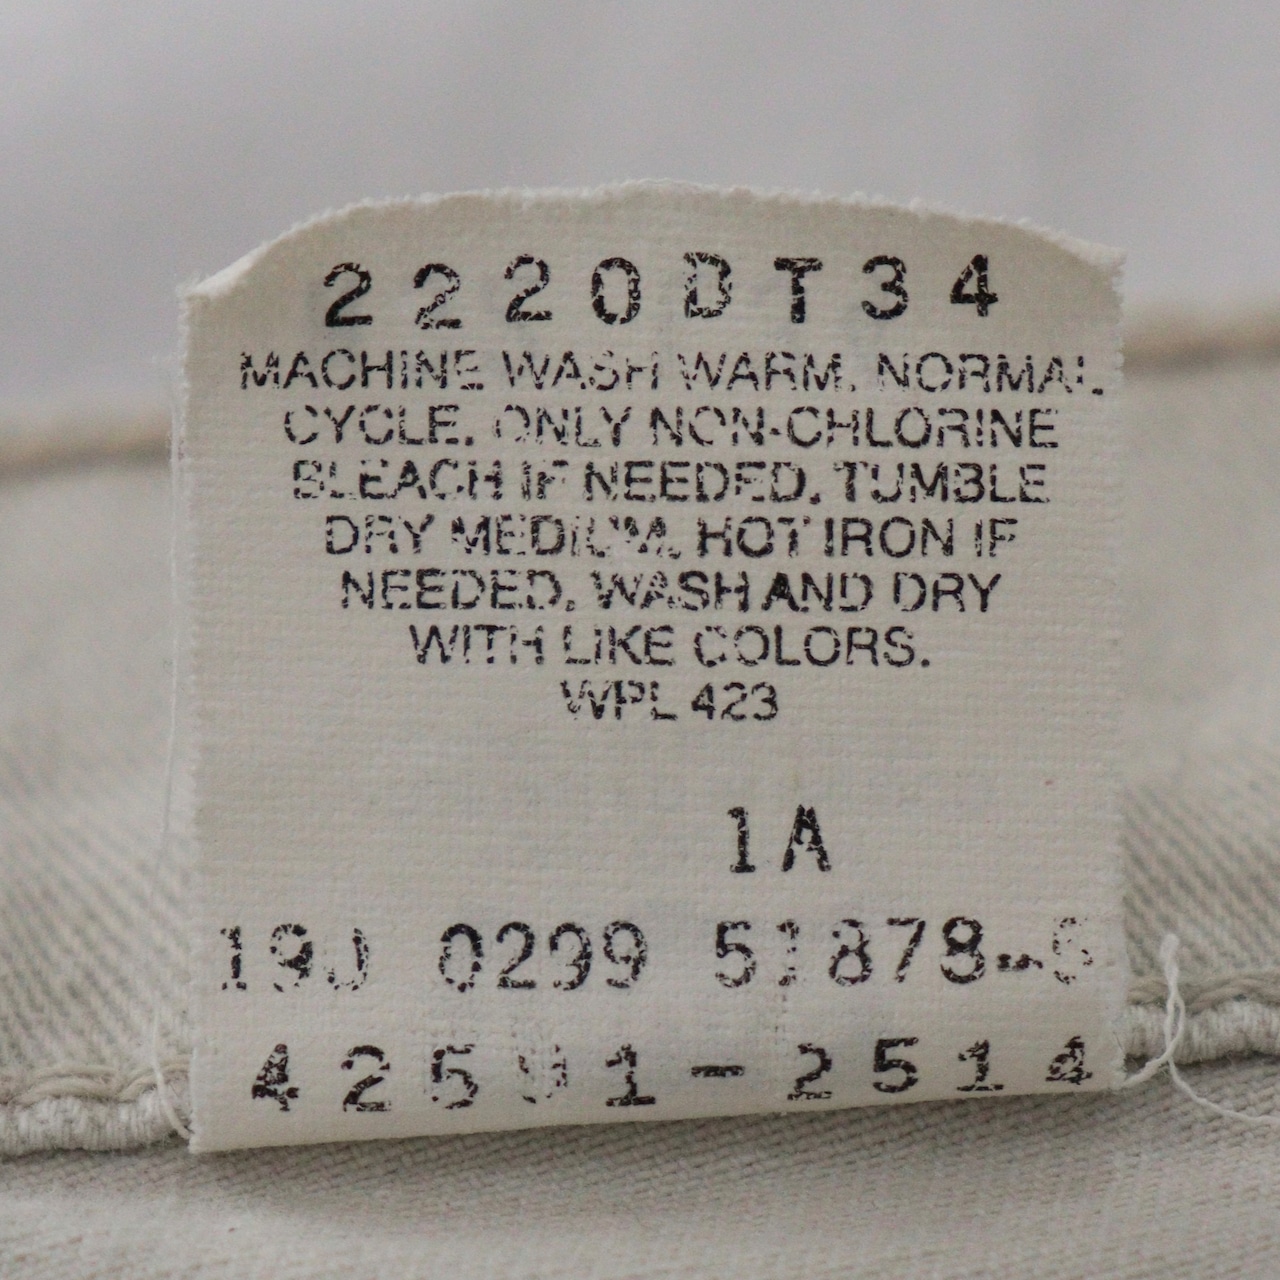 2220DT34
MACHINE WASH WARM. NORMAL
CYCLE. ONLY NON-CHLORINE
BLEACH IF NEEDED. TUMBLE
DRY MEDIUM. HOT IRON IF
NEEDED. WASH AND DRY
WITH LIKE COLORS.
WPL 423
1A
0299